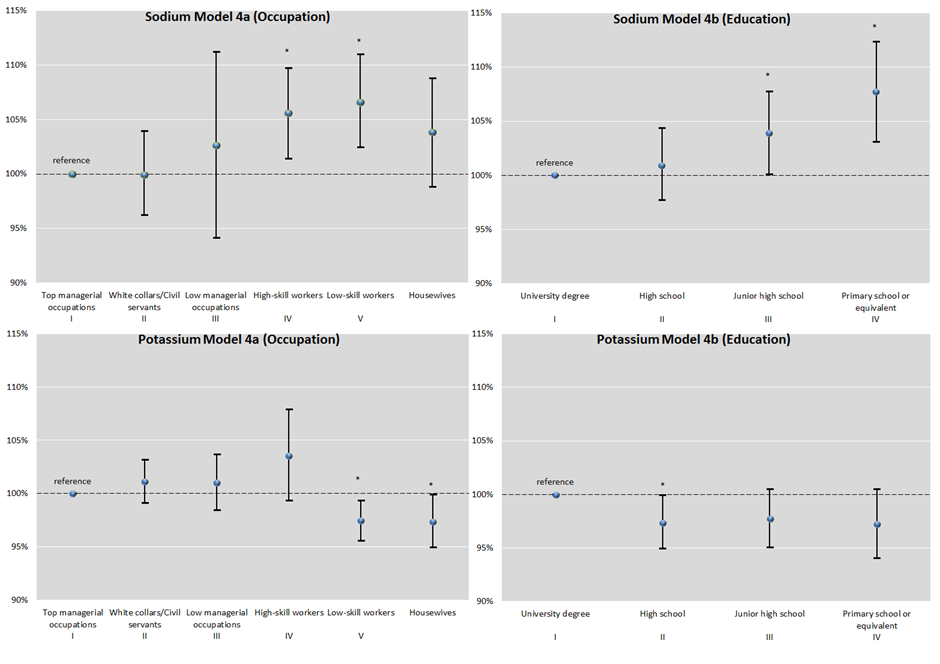 Sodium Model 4a (Occupation)
115%
110%
105%
100%
95%
90%
reference
*
*
Top managerial occupations
White collars/Civil servants
Low managerial occupations
High-skill workers
Low-skill workers
Housewives
I
II
III
IV
V
Sodium Model 4b (Education)
115%
110%
105%
100%
95%
90%
reference
*
*
University degree
High school
Junior high school
Primary school or equivalent
I
II
III
IV
Potassium Model 4a (Occupation)
115%
110%
105%
100%
95%
90%
reference
*
*
Top managerial occupations
White collars/Civil servants
Low managerial occupations
High-skill workers
Low-skill workers
Housewives
I
II
III
IV
V
Potassium Model 4b (Education)
115%
110%
105%
100%
95%
90%
reference
*
University degree
High school
Junior high school
Primary school or equivalent
I
II
III
IV